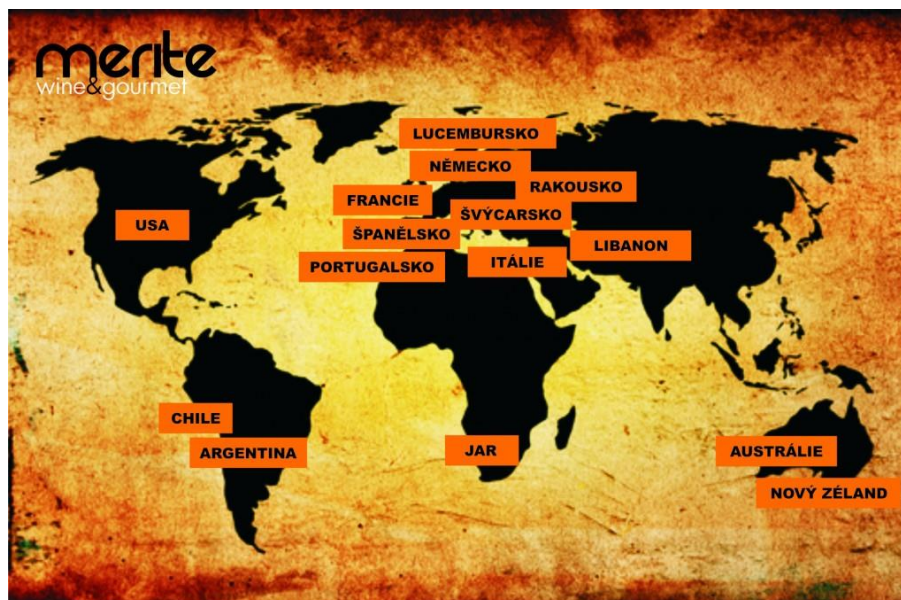 merite
wine&gourmet
LUCEMBURSKO
NĚMECKO
RAKOUSKO
FRANCIE
ŠVÝCARSKO
USA
ŠPANĚLSKO
LIBANON
ITÁLIE
PORTUGALSKO
CHILE
ARGENTINA
JAR
AUSTRÁLIE
NOVÝ ZÉLAND